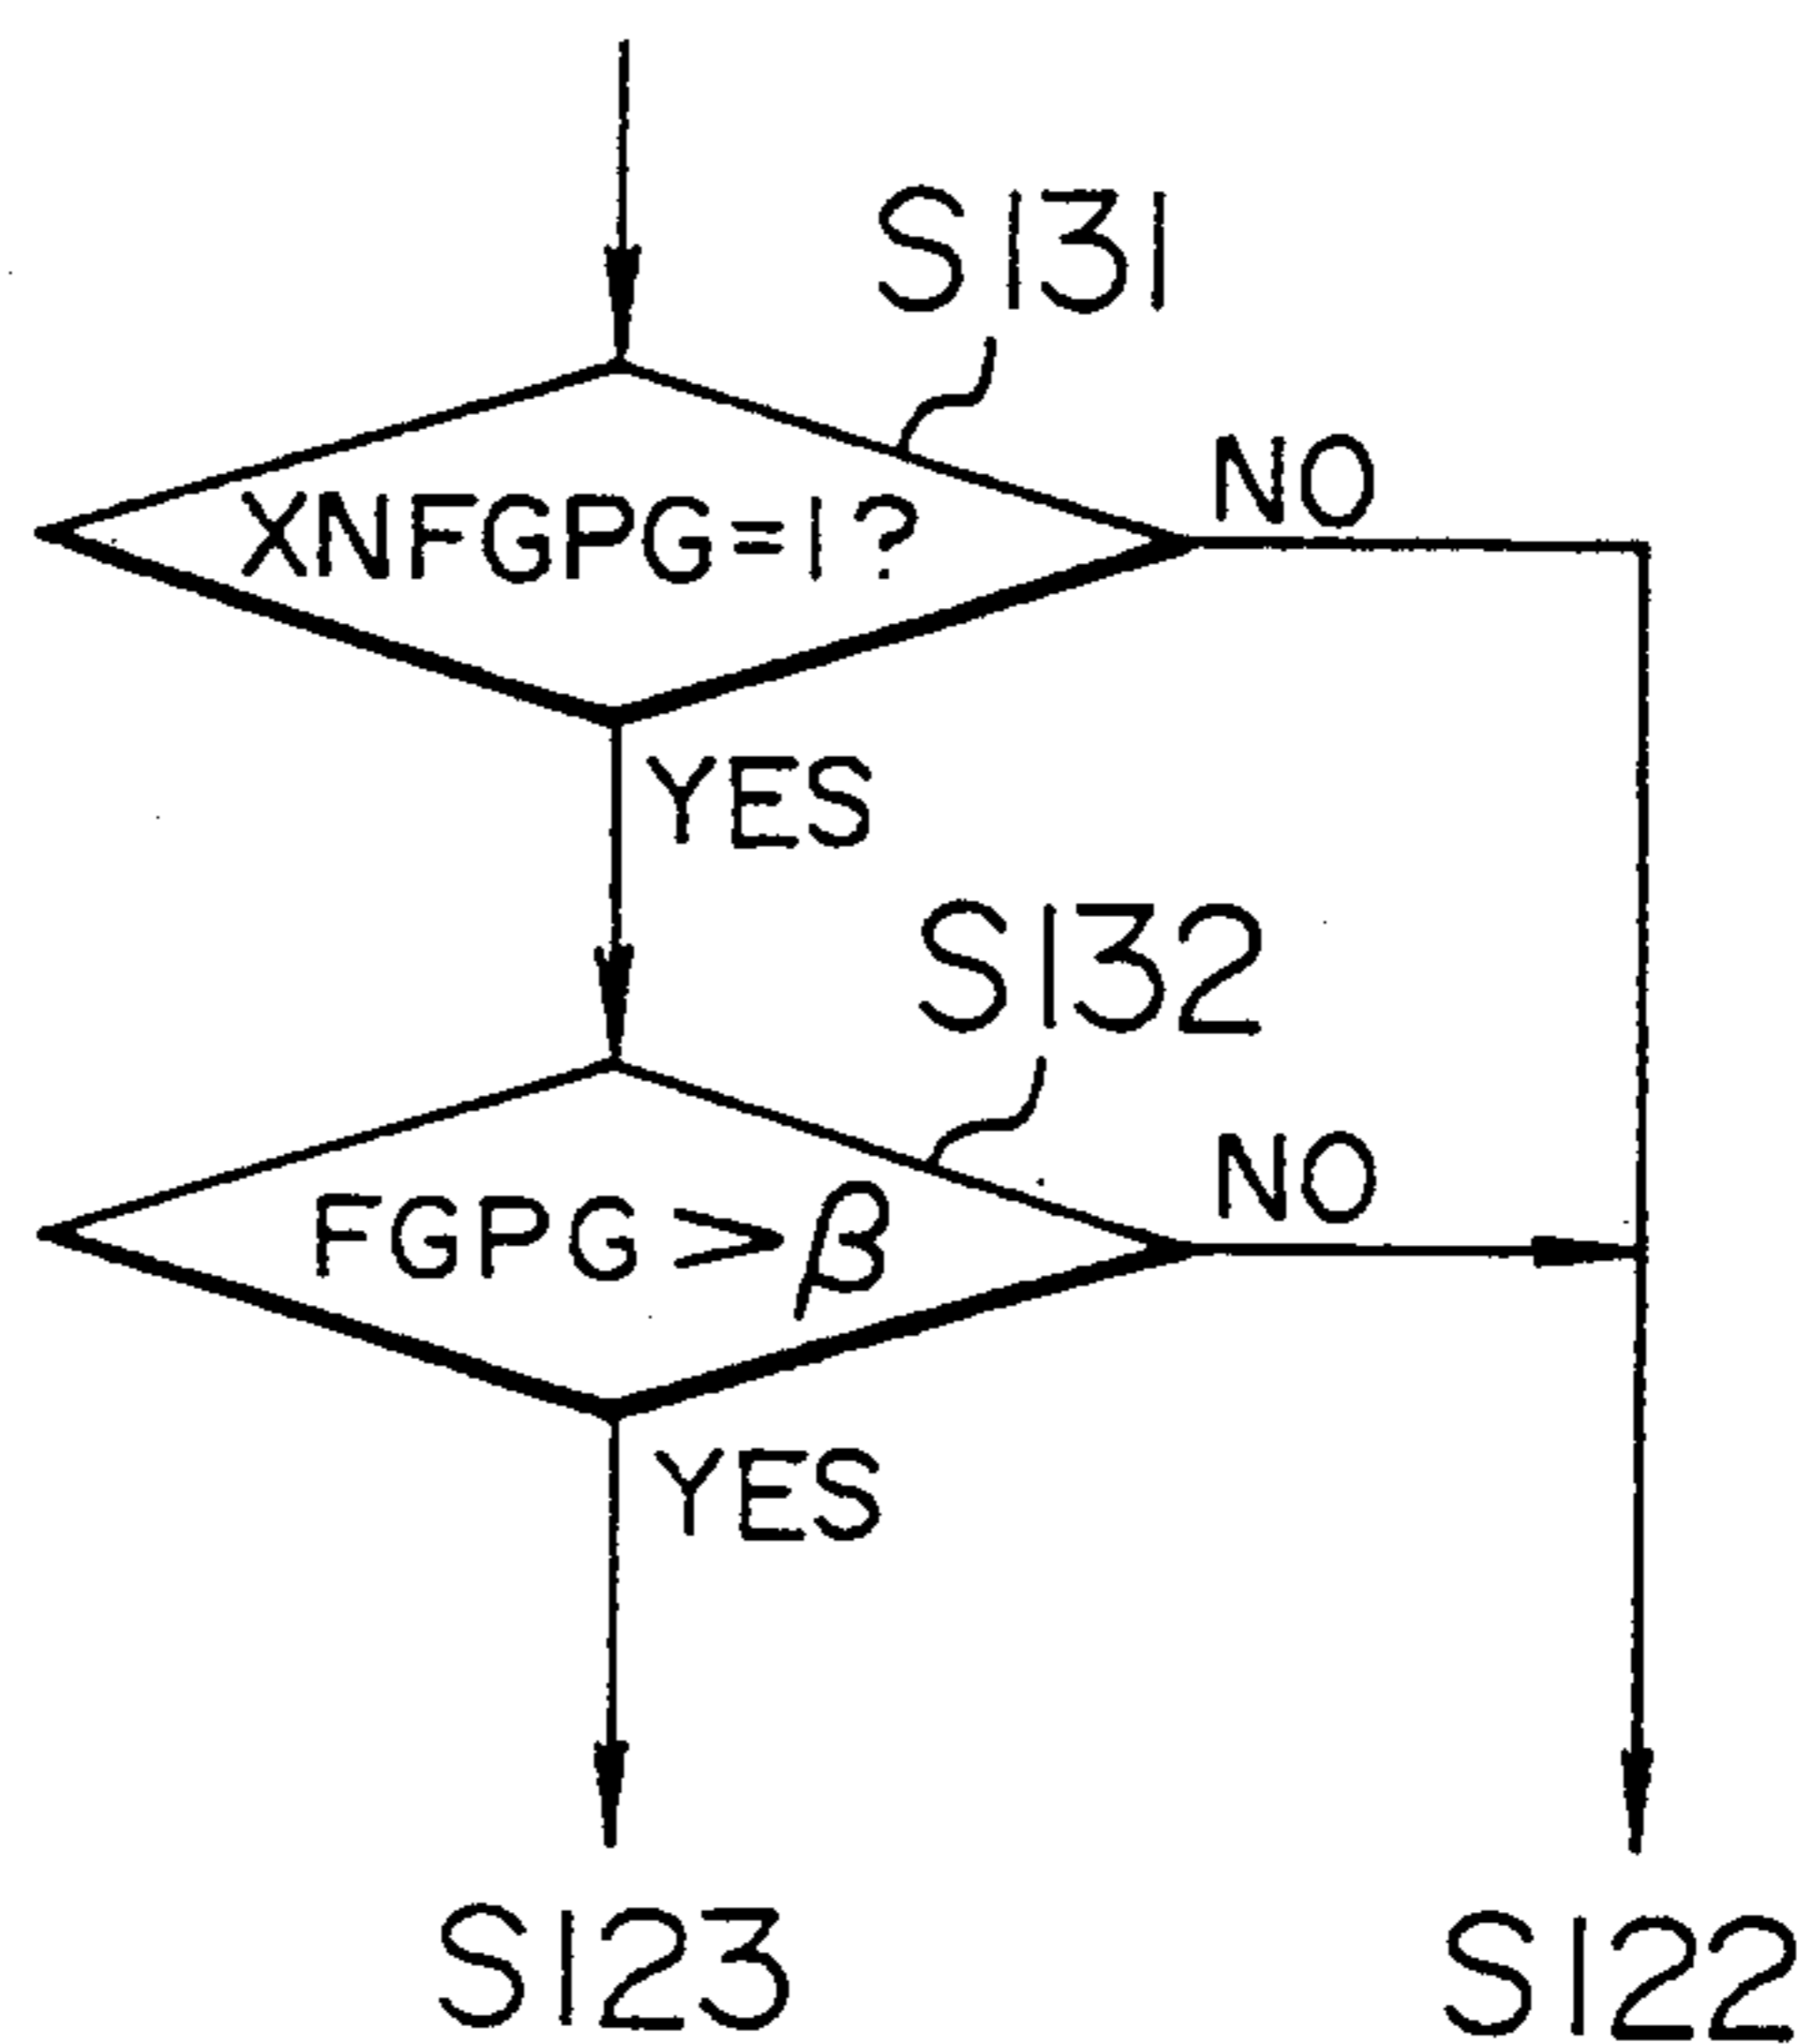 S131
XNFGPG=1?
NO
YES
S132
FGPG>β
NO
YES
S123
S122